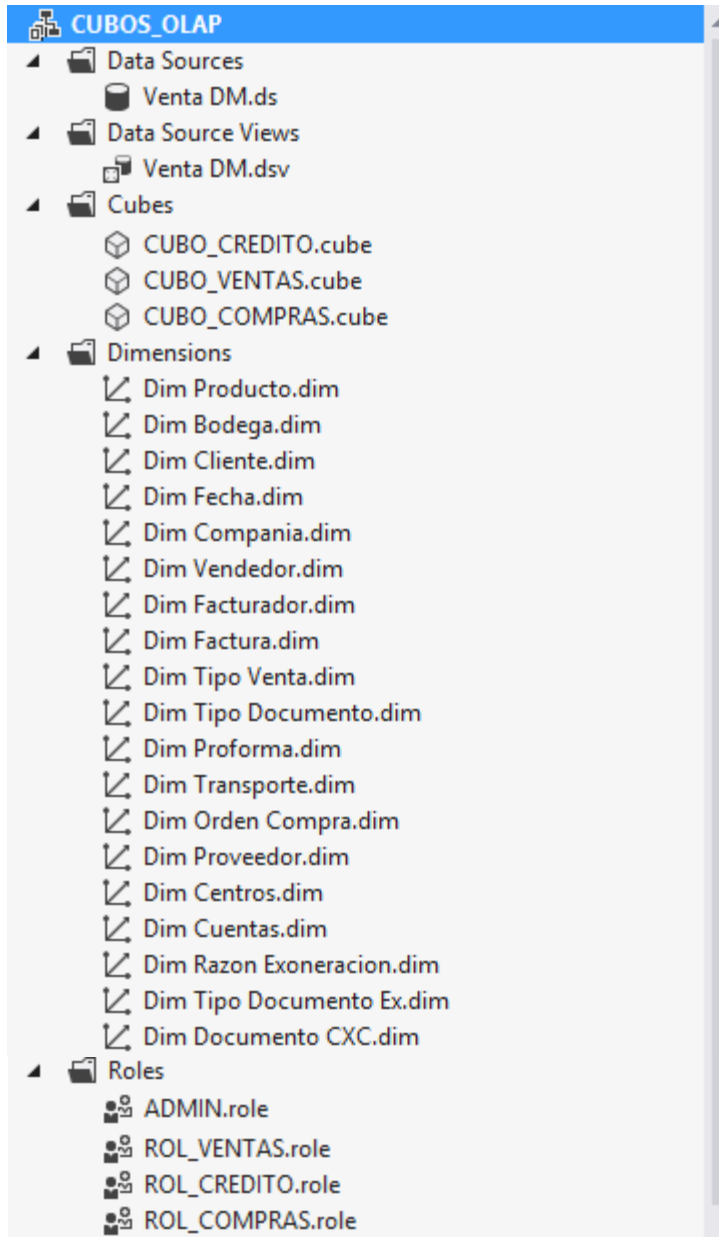 CUBOS_OLAP
Data Sources
Venta DM.ds
Data Source Views
Venta DM.dsv
Cubes
CUBO_CREDITO.cube
CUBO_VENTAS.cube
CUBO_COMPRAS.cube
Dimensions
Dim Producto.dim
Dim Bodega.dim
Dim Cliente.dim
Dim Fecha.dim
Dim Compania.dim
Dim Vendedor.dim
Dim Facturador.dim
Dim Factura.dim
Dim Tipo Venta.dim
Dim Tipo Documento.dim
Dim Proforma.dim
Dim Transporte.dim
Dim Orden Compra.dim
Dim Proveedor.dim
Dim Centros.dim
Dim Cuentas.dim
Dim Razon Exoneracion.dim
Dim Tipo Documento Ex.dim
Dim Documento CXC.dim
Roles
ADMIN.role
ROL_VENTAS.role
ROL_CREDITO.role
ROL_COMPRAS.role